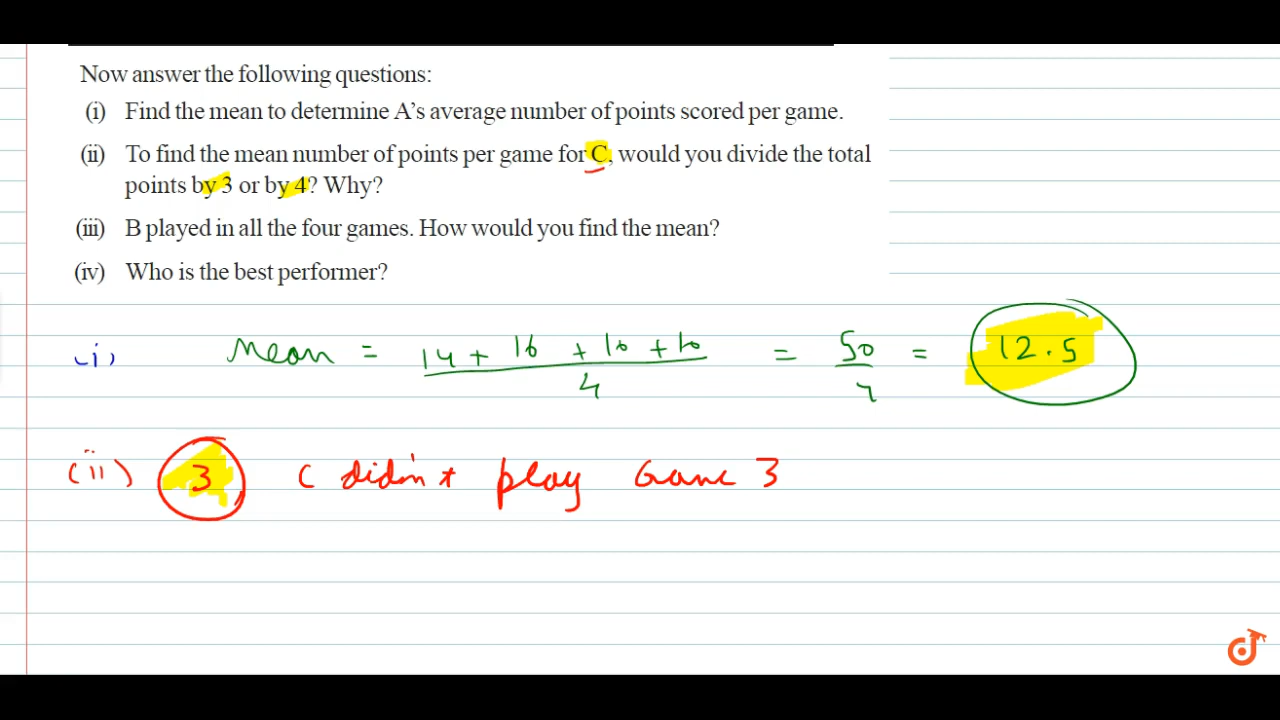 Now answer the following questions:
(i) Find the mean to determine A's average number of points scored per game.
(ii) To find the mean number of points per game for C, would you divide the total
points by 3 or by 4? Why?
(iii) B played in all the four games. How would you find the mean?
(iv) Who is the best performer?
(i) Mean = 14 + 16 + 10 + 10 / 4 = 50 / 4 = 12.5
(ii) 3 C didn't play Game 3